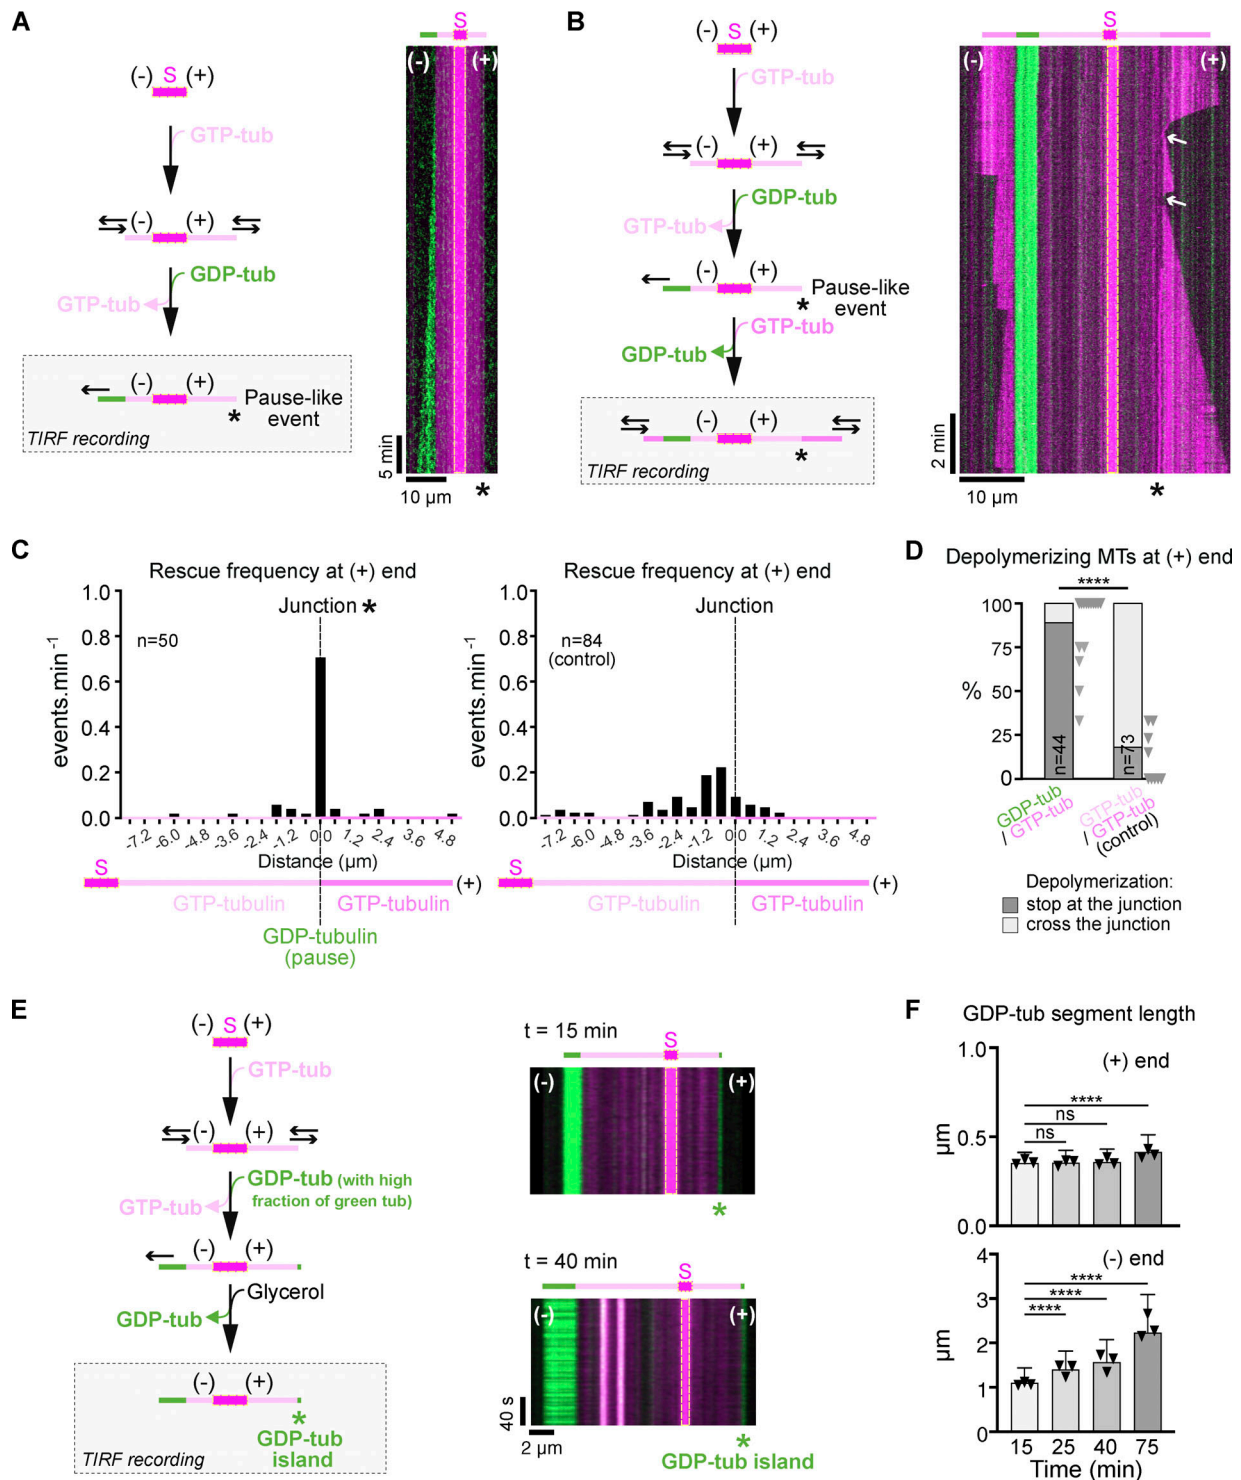 A
(-) S (+)
GTP-tub
(-) (+)
GDP-tub
GTP-tub
(-) (+)
Pause-like
event
*
TIRF recording
S
(-) (+)
5 min
10 µm
*
B
(-) S (+)
GTP-tub
(-) (+)
GDP-tub
GTP-tub
(-) (+)
Pause-like
event
*
GTP-tub
GDP-tub
(-) (+)
*
TIRF recording
S
(-) (+)
2 min
10 µm
*
C
Rescue frequency at (+) end
Junction *
n=50
events.min-1
1.0
0.8
0.6
0.4
0.2
0.0
-7.2 -6.0 -4.8 -3.6 -2.4 -1.2 0.0 1.2 2.4 3.6 4.8
Distance (µm)
S
(+)
GTP-tubulin GTP-tubulin
GDP-tubulin
(pause)
Rescue frequency at (+) end
Junction
n=84
(control)
events.min-1
1.0
0.8
0.6
0.4
0.2
0.0
-7.2 -6.0 -4.8 -3.6 -2.4 -1.2 0.0 1.2 2.4 3.6 4.8
Distance (µm)
S
(+)
GTP-tubulin GTP-tubulin
D
Depolymerizing MTs at (+) end
****
100
75
50
25
0
%
n=44
n=73
GDP-tub
/ GTP-tub
GTP-tub
/ GTP-tub
(control)
Depolymerization:
stop at the junction
cross the junction
E
(-) S (+)
GTP-tub
(-) (+)
GDP-tub (with high
fraction of green tub)
GTP-tub
(-) (+)
Glycerol
GDP-tub
(-) (+)
*
GDP-tub
island
TIRF recording
t = 15 min
S
(-) (+)
*
t = 40 min
S
(-) (+)
40 s
2 µm
*
GDP-tub island
F
GDP-tub segment length
(+) end
****
ns
ns
µm
1.0
0.5
0.0
(-) end
****
****
****
µm
4
3
2
1
0
15 25 40 75
Time (min)